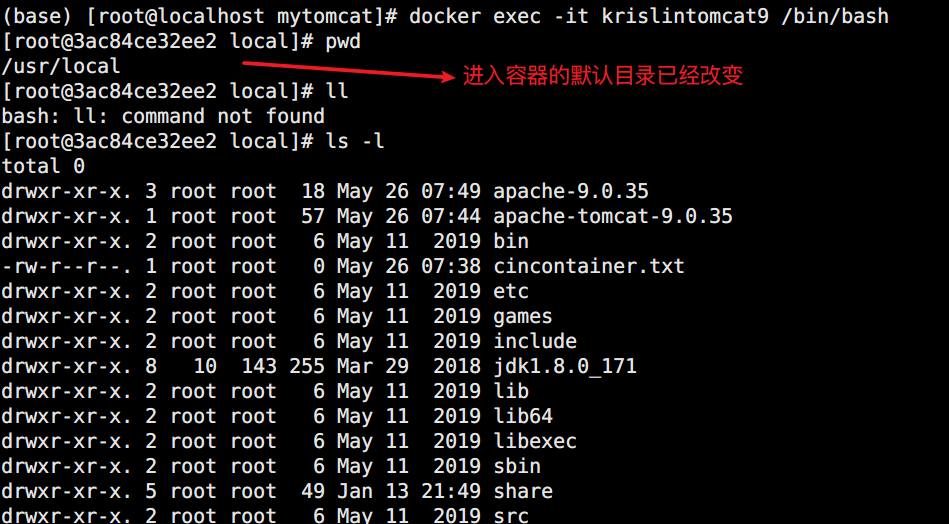 (base) [root@localhost mytomcat]# docker exec -it krislintomcat9 /bin/bash
[root@3ac84ce32ee2 local]# pwd
/usr/local
进入容器的默认目录已经改变
[root@3ac84ce32ee2 local]# ll
bash: ll: command not found
[root@3ac84ce32ee2 local]# ls -l
total 0
drwxr-xr-x. 3 root root  18 May 26 07:49 apache-9.0.35
drwxr-xr-x. 1 root root  57 May 26 07:44 apache-tomcat-9.0.35
drwxr-xr-x. 2 root root   6 May 11  2019 bin
-rw-r--r--. 1 root root   0 May 26 07:38 cincontainer.txt
drwxr-xr-x. 2 root root   6 May 11  2019 etc
drwxr-xr-x. 2 root root   6 May 11  2019 games
drwxr-xr-x. 2 root root   6 May 11  2019 include
drwxr-xr-x. 8   10  143 255 Mar 29  2018 jdk1.8.0_171
drwxr-xr-x. 2 root root   6 May 11  2019 lib
drwxr-xr-x. 2 root root   6 May 11  2019 lib64
drwxr-xr-x. 2 root root   6 May 11  2019 libexec
drwxr-xr-x. 2 root root   6 May 11  2019 sbin
drwxr-xr-x. 5 root root  49 Jan 13 21:49 share
drwxr-xr-x. 2 root root   6 May 11  2019 src